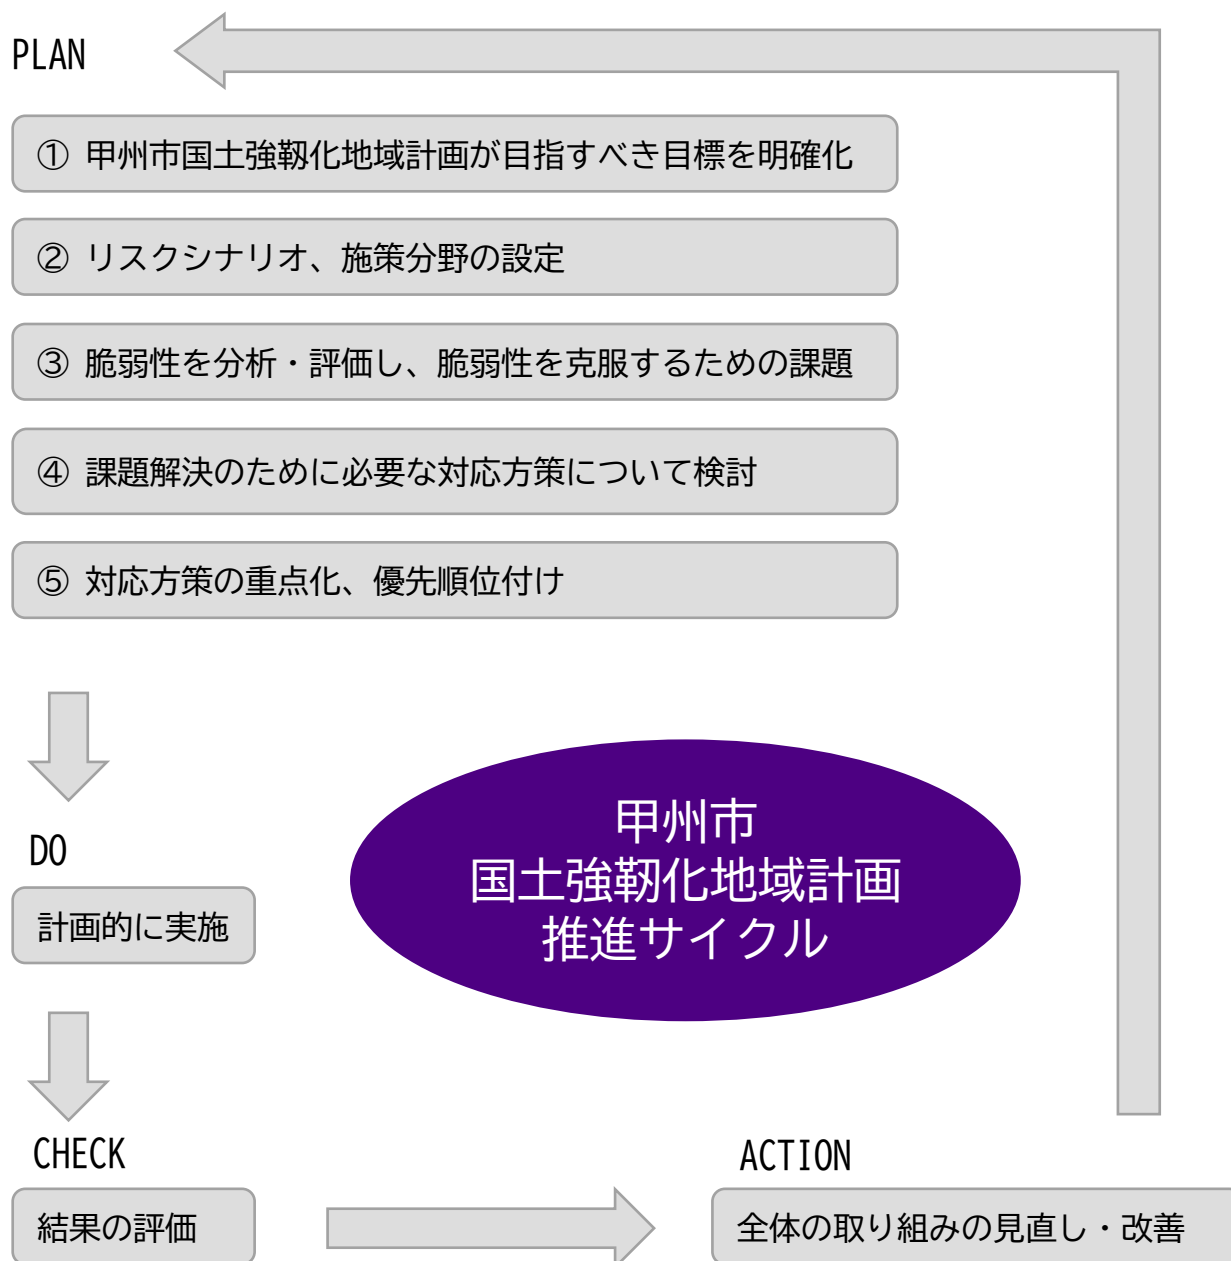 PLAN
① 甲州市国土強靱化地域計画が目指すべき目標を明確化
② リスクシナリオ、施策分野の設定
③ 脆弱性を分析・評価し、脆弱性を克服するための課題
④ 課題解決のために必要な対応方策について検討
⑤ 対応方策の重点化、優先順位付け
DO
計画的に実施
甲州市
国土強靭化地域計画
推進サイクル
CHECK
結果の評価
ACTION
全体の取り組みの見直し・改善